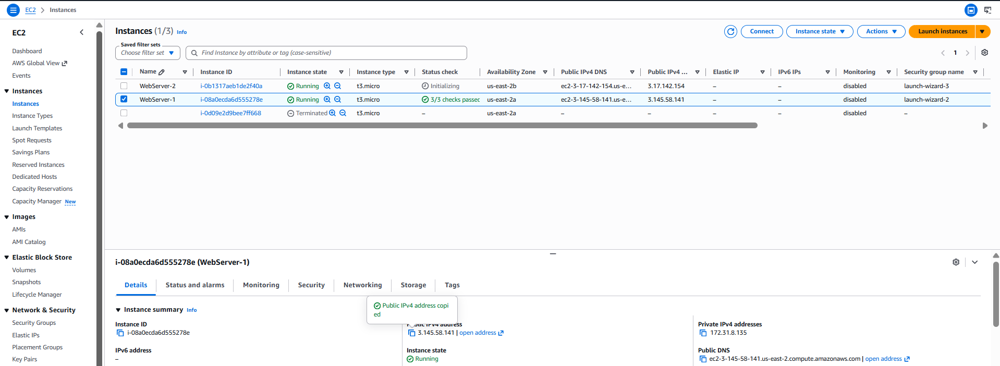 EC2 > Instances
EC2
Dashboard
AWS Global View
Events
Instances
Instances
Instance Types
Launch Templates
Spot Requests
Savings Plans
Reserved Instances
Dedicated Hosts
Capacity Reservations
Capacity Manager New
Images
AMIs
AMI Catalog
Elastic Block Store
Volumes
Snapshots
Lifecycle Manager
Network & Security
Security Groups
Elastic IPs
Placement Groups
Key Pairs
Instances (1/3) Info
Connect Instance state Actions Launch instances
Saved filter sets
Choose filter set Find Instance by attribute or tag (case-sensitive) 1
Name Instance ID Instance state Instance type Status check Availability Zone Public IPv4 DNS Public IPv4 ... Elastic IP IPv6 IPs Monitoring Security group name
WebServer-2 i-0b1317aeb1de2f40a Running t3.micro Initializing us-east-2b ec2-3-17-142-154.us-e... 3.17.142.154 – – disabled launch-wizard-3
WebServer-1 i-08a0ecda6d555278e Running t3.micro 3/3 checks passed us-east-2a ec2-3-145-58-141.us-e... 3.145.58.141 – – disabled launch-wizard-2
i-0d09e2d9bee7ff668 Terminated t3.micro – us-east-2a – – – – disabled –
i-08a0ecda6d555278e (WebServer-1)
Details Status and alarms Monitoring Security Networking Storage Tags
Public IPv4 address copi
ed
Instance summary Info
Instance ID
i-08a0ecda6d555278e
Public IPv4 address
3.145.58.141 | open address
Private IPv4 addresses
172.31.8.135
IPv6 address
–
Instance state
Running
Public DNS
ec2-3-145-58-141.us-east-2.compute.amazonaws.com | open address